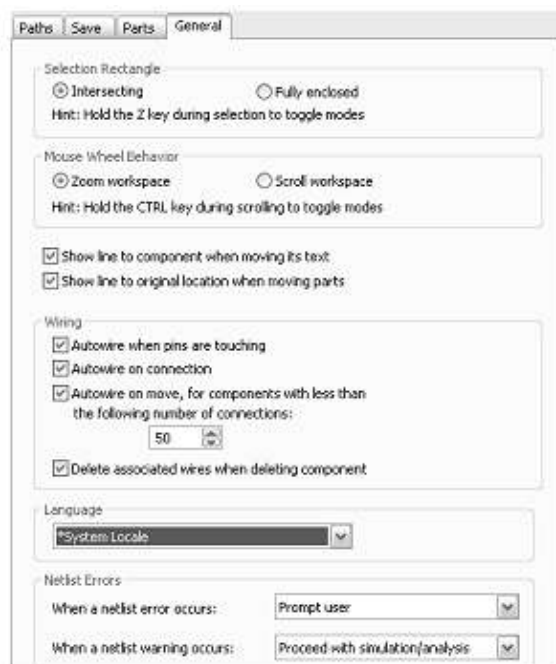 Paths Save Parts General
Selection Rectangle
Intersecting Fully enclosed
Hint: Hold the Z key during selection to toggle modes
Mouse Wheel Behavior
Zoom workspace Scroll workspace
Hint: Hold the CTRL key during scrolling to toggle modes
Show line to component when moving its text
Show line to original location when moving parts
Wiring
Autowire when pins are touching
Autowire on connection
Autowire on move, for components with less than
the following number of connections:
50
Delete associated wires when deleting component
Language
*System Locale
Netlist Errors
When a netlist error occurs: Prompt user
When a netlist warning occurs: Proceed with simulation/analysis